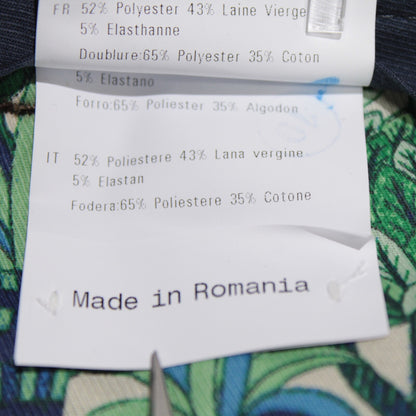 FR 52% Polyester 43% Laine Vierge
5% Elasthanne
Doublure:65% Polyester 35% Coton
5% Elastano
Forro:65% Poliester 35% Algodon
IT 52% Poliestere 43% Lana vergine
5% Elastan
Fodera:65% Poliestere 35% Cotone
Made in Romania